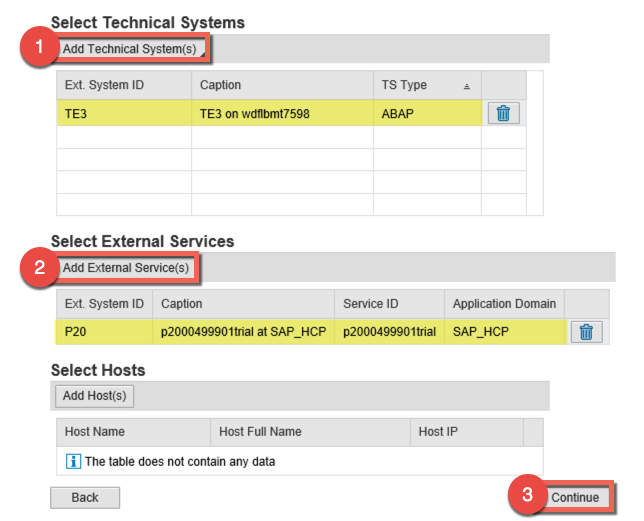 Select Technical Systems
1 Add Technical System(s)
Ext. System ID Caption TS Type
TE3 TE3 on wdflbmt7598 ABAP
Select External Services
2 Add External Service(s)
Ext. System ID Caption Service ID Application Domain
P20 p2000499901trial at SAP_HCP p2000499901trial SAP_HCP
Select Hosts
Add Host(s)
Host Name Host Full Name Host IP
i The table does not contain any data
Back 3 Continue